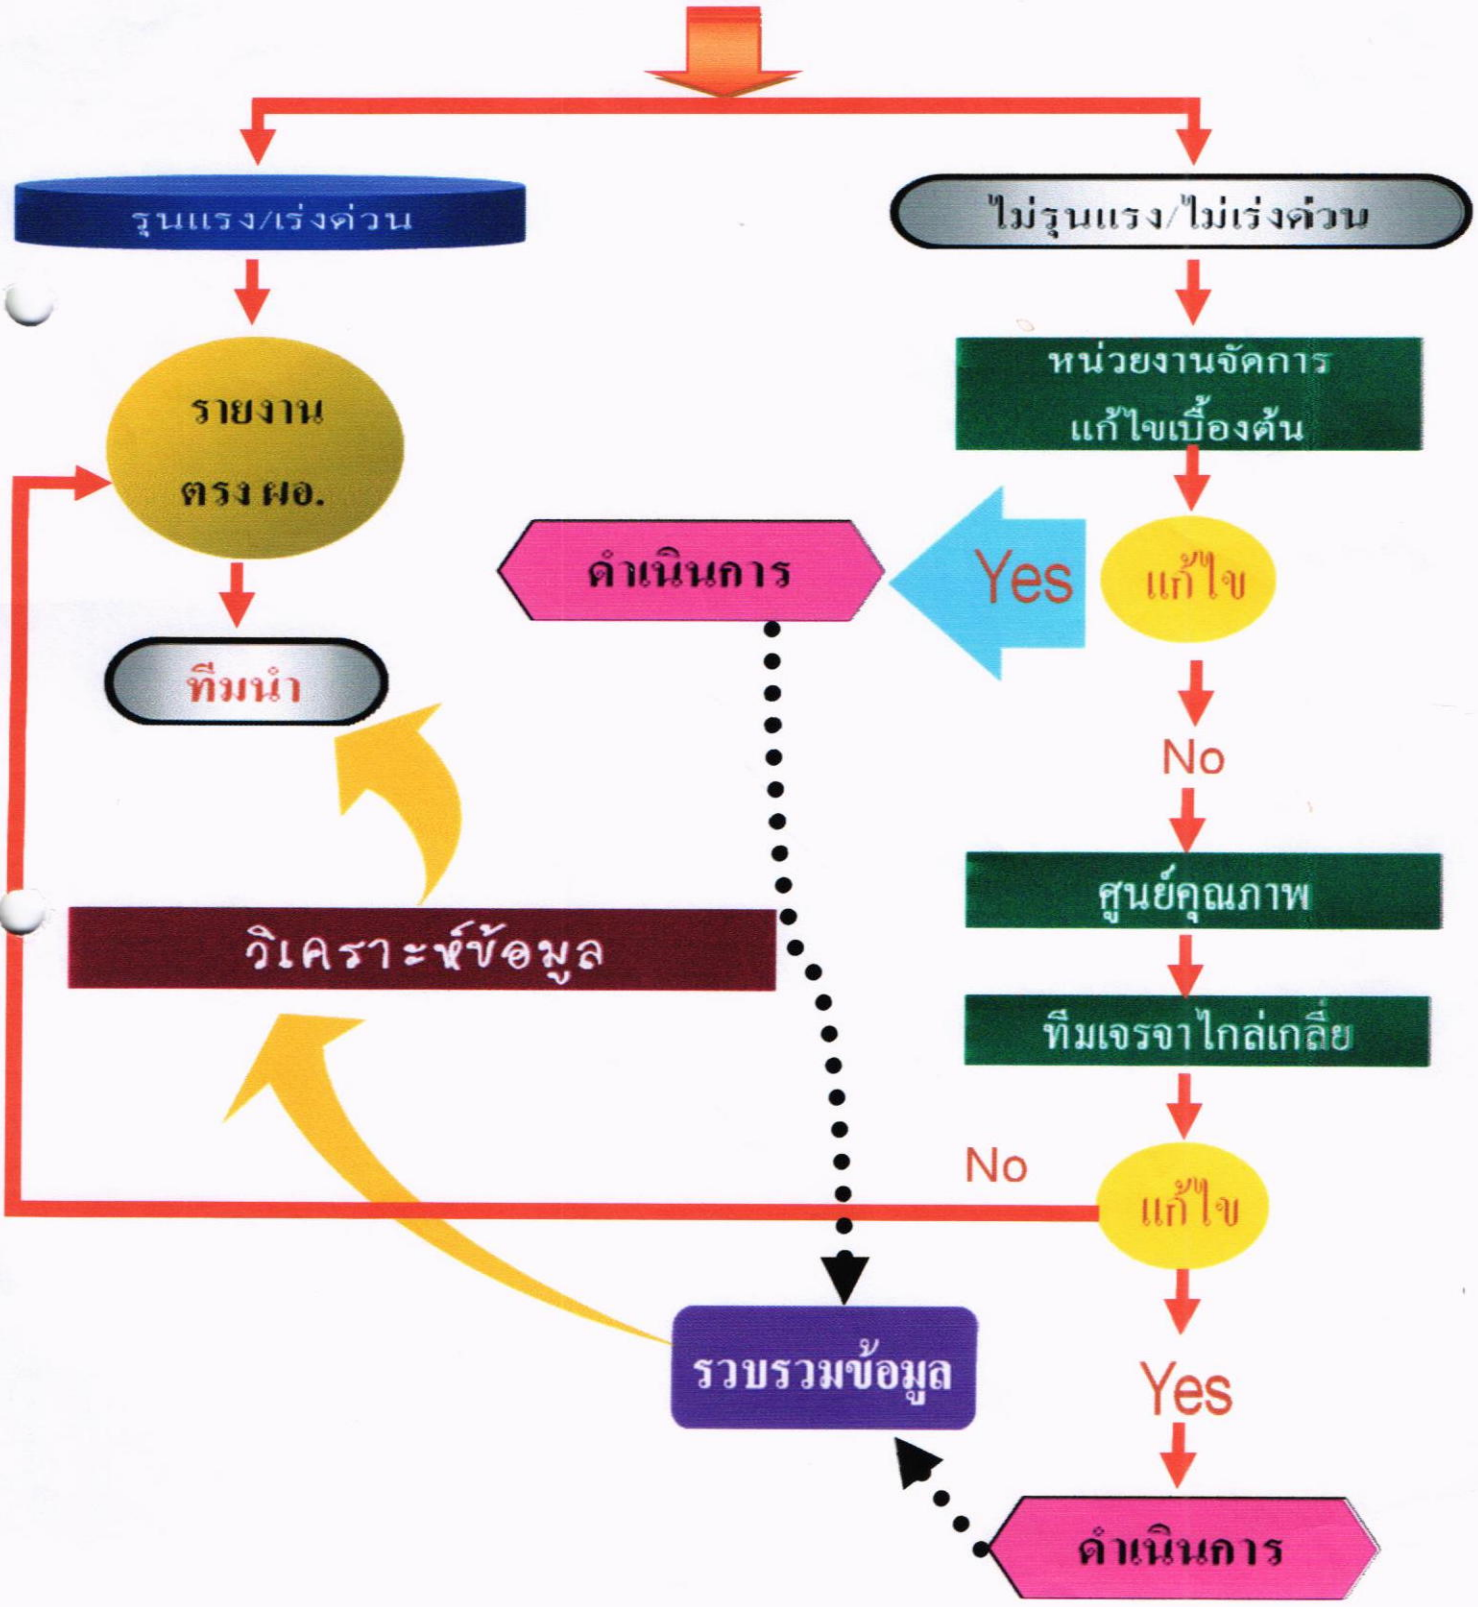 รุนแรง/เร่งด่วน
ไม่รุนแรง/ไม่เร่งด่วน
รายงาน
ตรง ผอ.
หน่วยงานจัดการ
แก้ไขเบื้องต้น
ดำเนินการ
Yes
แก้ไข
ทีมนำ
No
ศูนย์คุณภาพ
วิเคราะห์ข้อมูล
ทีมเจรจาไกล่เกลี่ย
No
แก้ไข
รวบรวมข้อมูล
Yes
ดำเนินการ